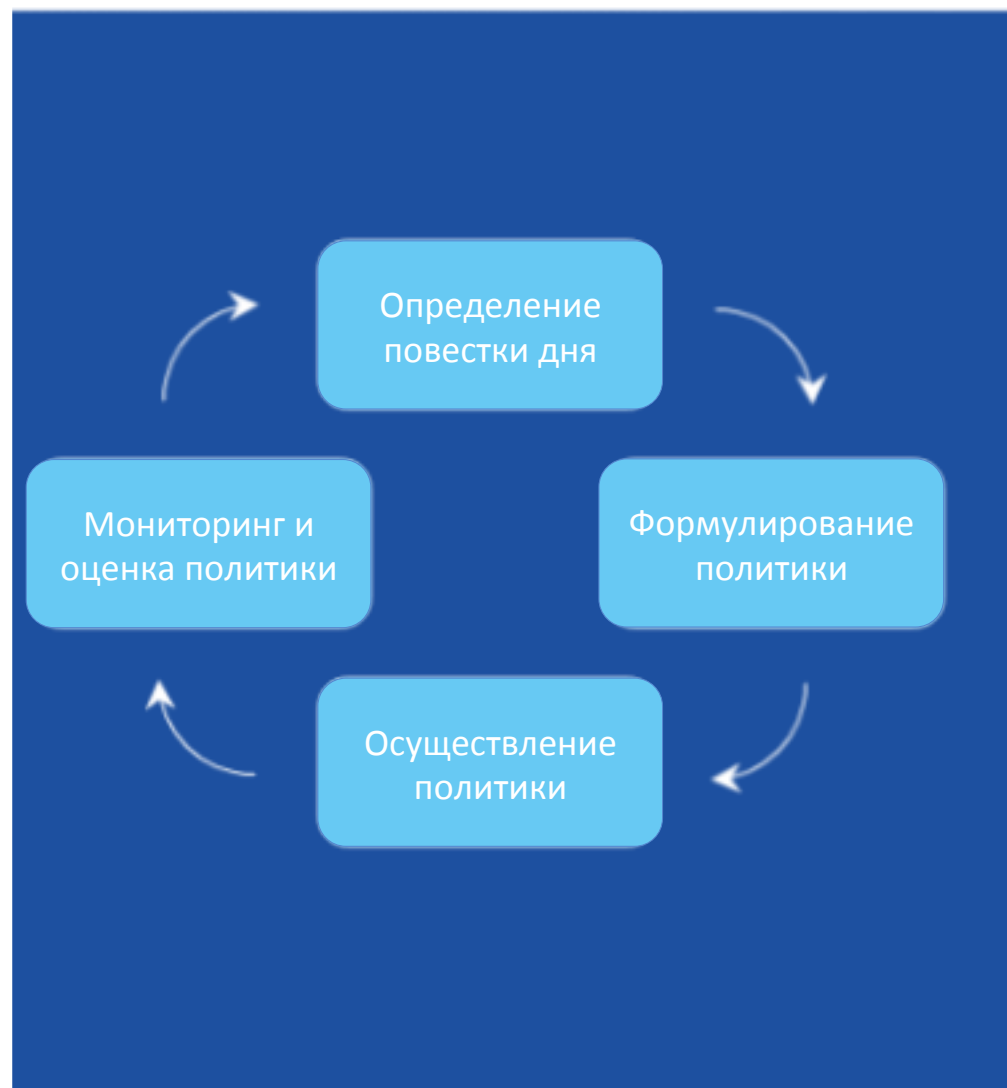 Определение
повестки дня
Мониторинг и
оценка политики
Формулирование
политики
Осуществление
политики